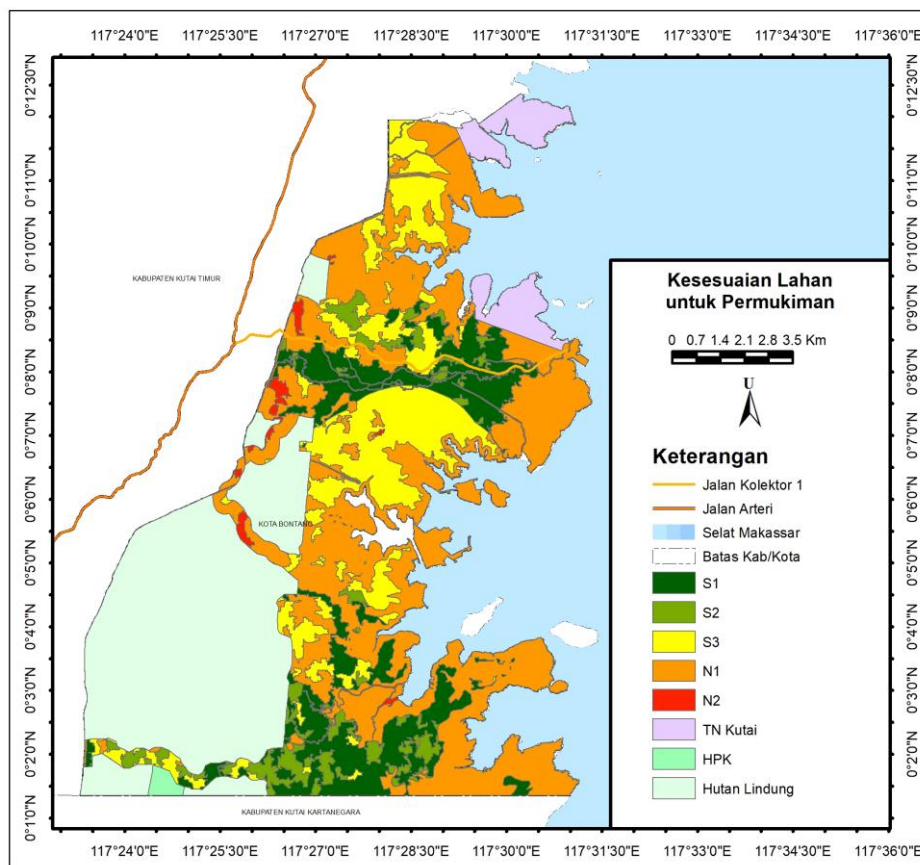 117°24'0"E 117°25'30"E 117°27'0"E 117°28'30"E 117°30'0"E 117°31'30"E 117°33'0"E 117°34'30"E 117°36'0"E
0°12'30"N 0°12'30"N
0°11'0"N 0°11'0"N
0°10'0"N 0°10'0"N
0°9'0"N 0°9'0"N
0°8'0"N 0°8'0"N
0°7'0"N 0°7'0"N
0°6'0"N 0°6'0"N
0°5'0"N 0°5'0"N
0°4'0"N 0°4'0"N
0°3'0"N 0°3'0"N
0°2'0"N 0°2'0"N
0°1'0"N 0°1'0"N
KABUPATEN KUTAI TIMUR
KOTA BONTANG
KABUPATEN KUTAI KARTANEGARA
Kesesuaian Lahan
untuk Permukiman
0 0.7 1.4 2.1 2.8 3.5 Km
U
Keterangan
Jalan Kolektor 1
Jalan Arteri
Selat Makassar
Batas Kab/Kota
S1
S2
S3
N1
N2
TN Kutai
HPK
Hutan Lindung
117°24'0"E 117°25'30"E 117°27'0"E 117°28'30"E 117°30'0"E 117°31'30"E 117°33'0"E 117°34'30"E 117°36'0"E